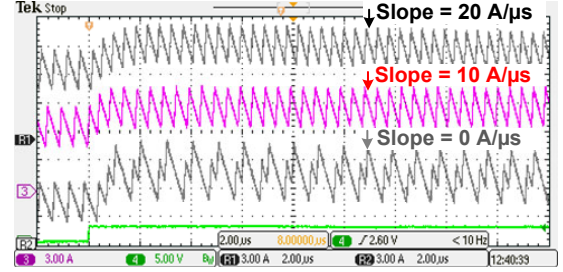 Tek Stop
Slope = 20 A/µs
Slope = 10 A/µs
R1
Slope = 0 A/µs
3
R2
2.00µs 8.00000µs 4 2.60 V < 10 Hz
3 3.00 A 4 5.00 V BW R1 3.00 A 2.00µs R2 3.00 A 2.00µs 12:40:39